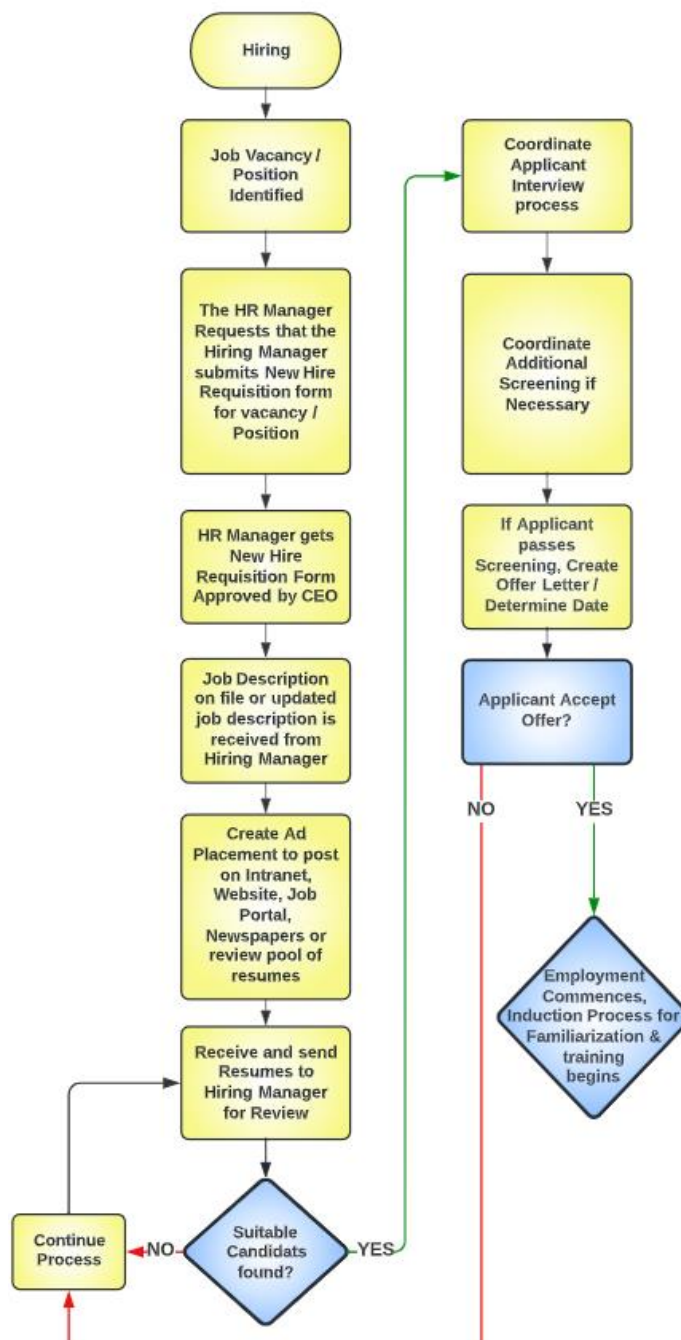 Hiring
Job Vacancy /
Position
Identified
The HR Manager
Requests that the
Hiring Manager
submits New Hire
Requisition form
for vacancy /
Position
HR Manager gets
New Hire
Requisition Form
Approved by CEO
Job Description
on file or updated
job description is
received from
Hiring Manager
Create Ad
Placement to post
on Intranet,
Website, Job
Portal,
Newspapers or
review pool of
resumes
Receive and send
Resumes to
Hiring Manager
for Review
Suitable
Candidats
found?
NO
Continue
Process
YES
Coordinate
Applicant
Interview
process
Coordinate
Additional
Screening if
Necessary
If Applicant
passes
Screening, Create
Offer Letter /
Determine Date
Applicant Accept
Offer?
NO
YES
Employment
Commences,
Induction Process for
Familiarization &
training
begins